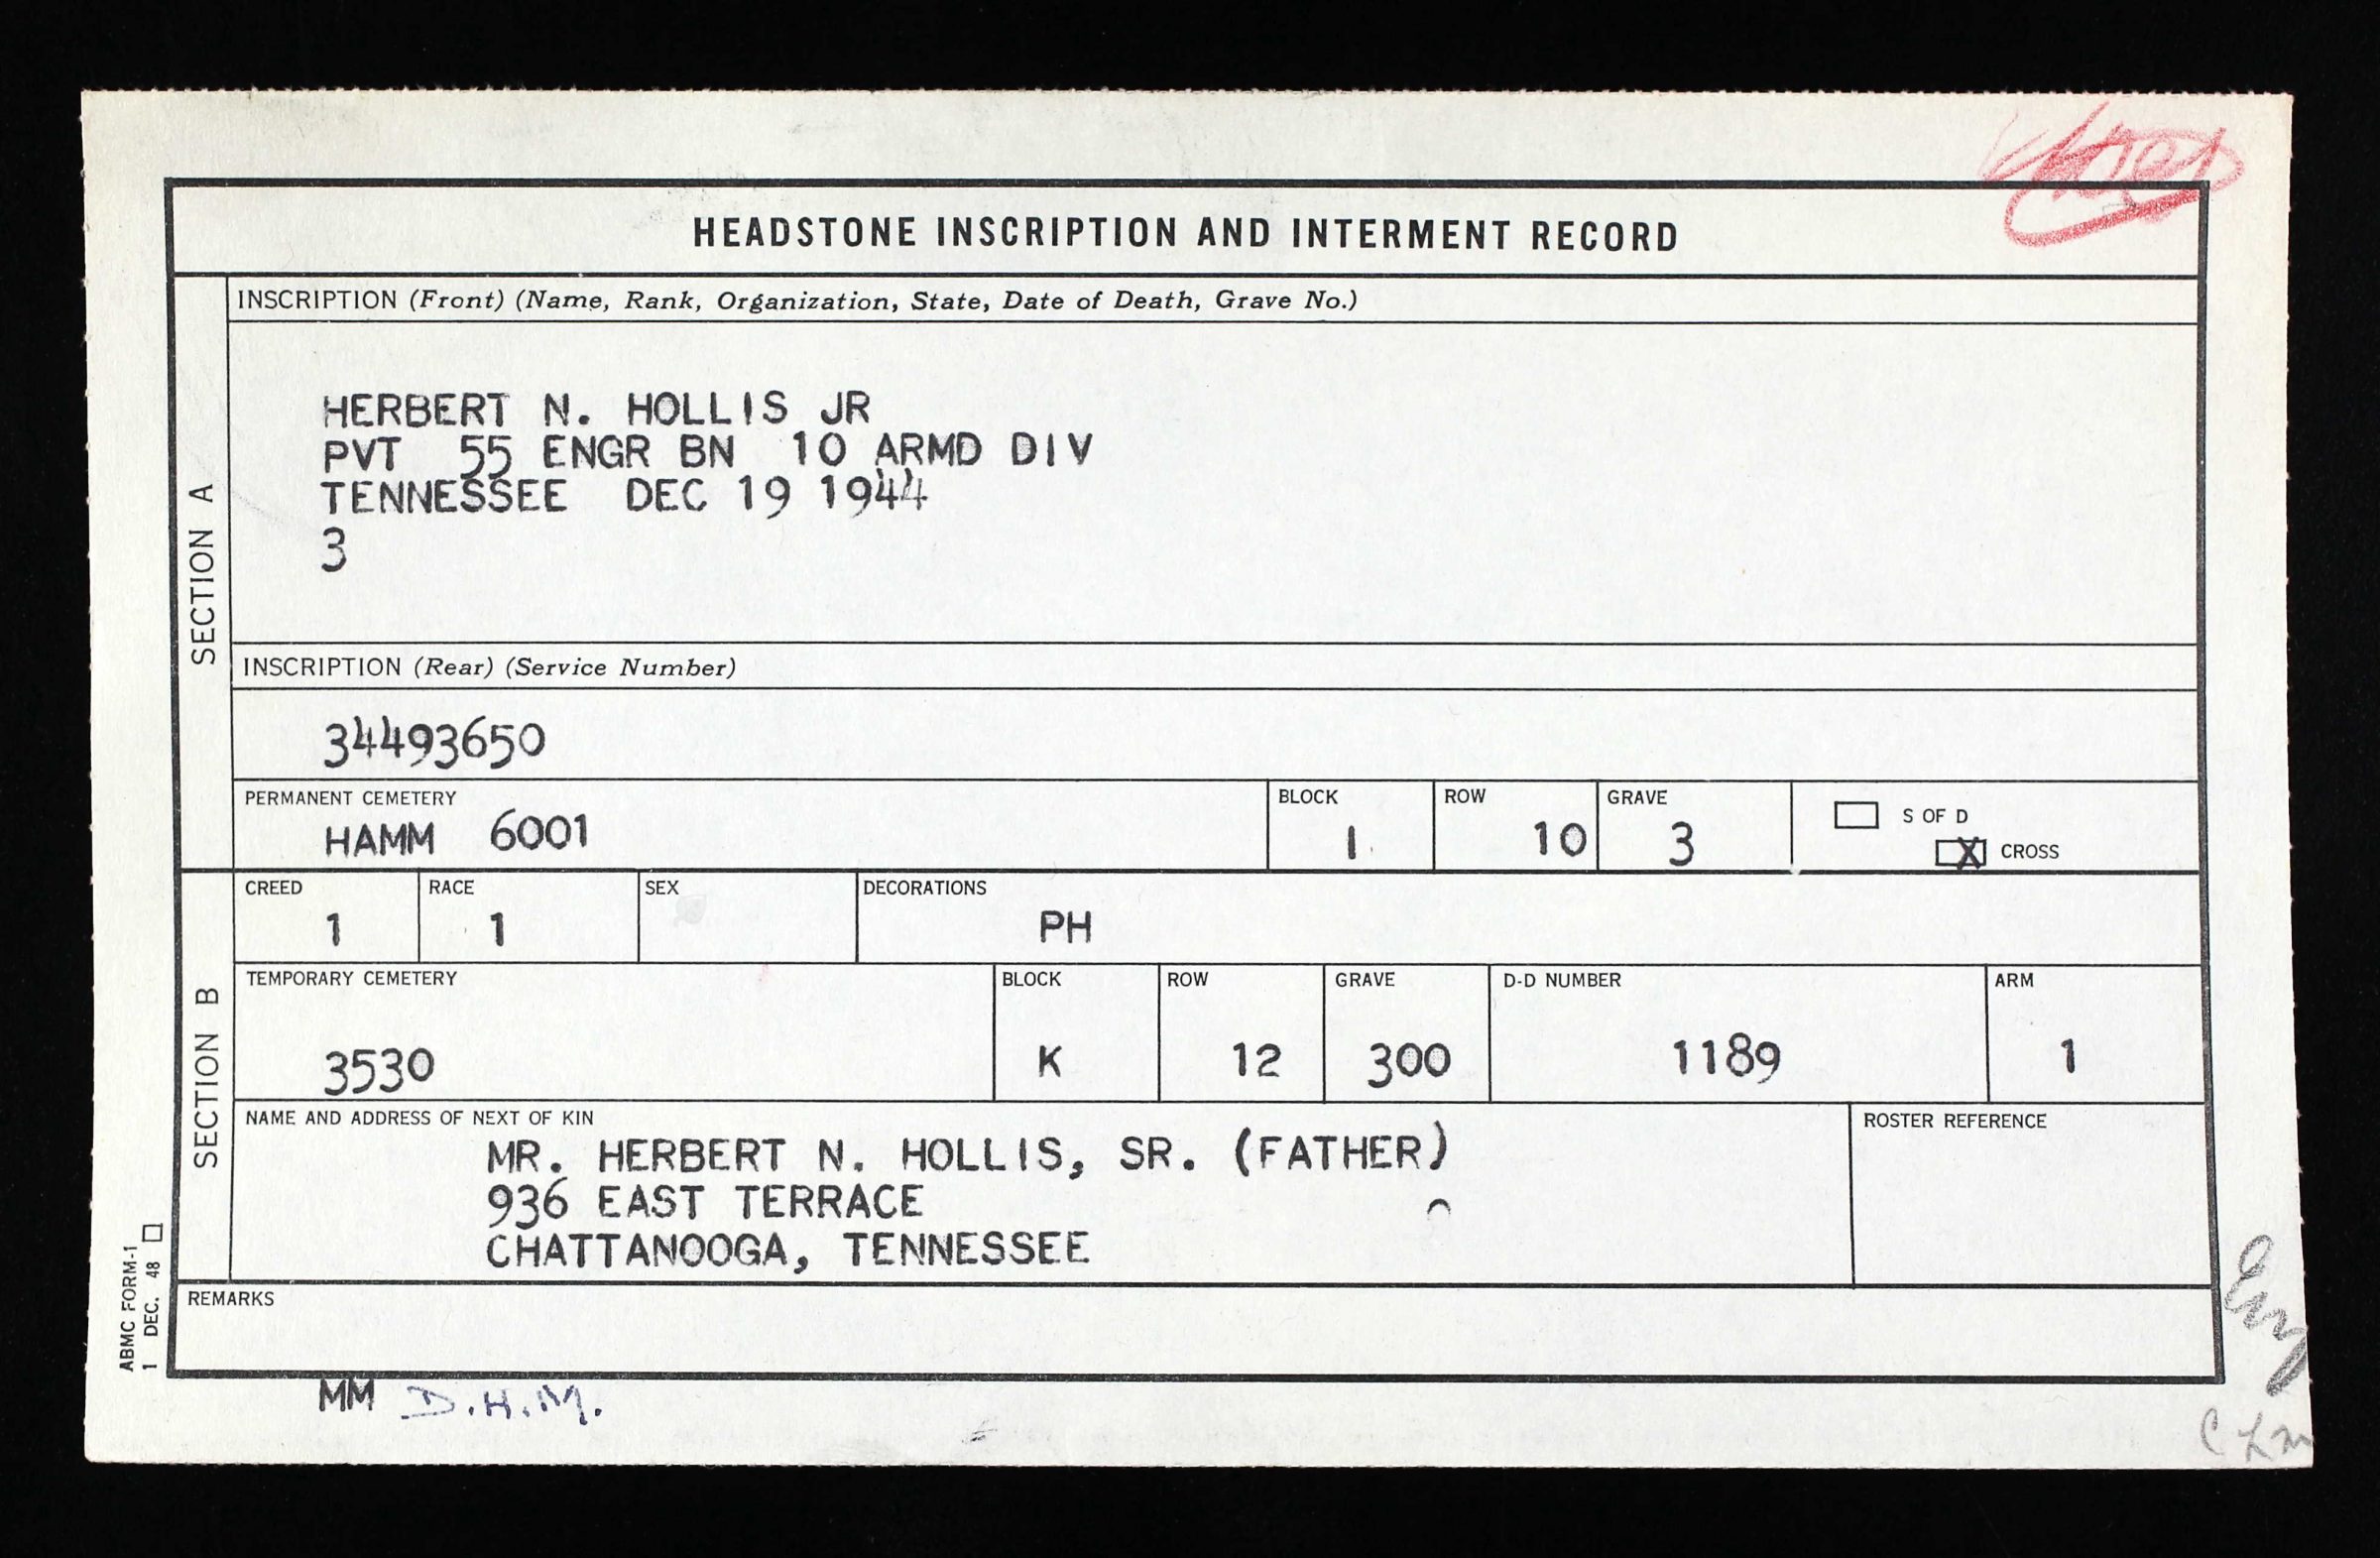 HEADSTONE INSCRIPTION AND INTERMENT RECORD
SECTION A
INSCRIPTION (Front) (Name, Rank, Organization, State, Date of Death, Grave No.)
HERBERT N. HOLLIS JR
PVT 55 ENGR BN 10 ARMD DIV
TENNESSEE DEC 19 1944
3
INSCRIPTION (Rear) (Service Number)
34493650
PERMANENT CEMETERY
HAMM 6001
BLOCK
1
ROW
10
GRAVE
3
S OF D
X CROSS
SECTION B
CREED
1
RACE
1
SEX
DECORATIONS
PH
TEMPORARY CEMETERY
3530
BLOCK
K
ROW
12
GRAVE
300
D-D NUMBER
1189
ARM
1
NAME AND ADDRESS OF NEXT OF KIN
MR. HERBERT N. HOLLIS, SR. (FATHER)
936 EAST TERRACE
CHATTANOOGA, TENNESSEE
ROSTER REFERENCE
REMARKS
ABMC FORM-1
1 DEC. 48
MM D.H.M.